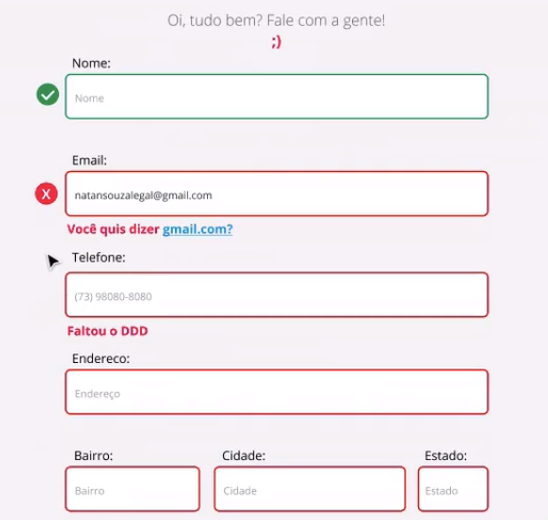 Oi, tudo bem? Fale com a gente!
;)
Nome:
Nome
Email:
X
natansouzalegal@gmail.com
Você quis dizer gmail.com?
Telefone:
(73) 98080-8080
Faltou o DDD
Endereco:
Endereço
Bairro: Cidade: Estado:
Bairro Cidade Estado